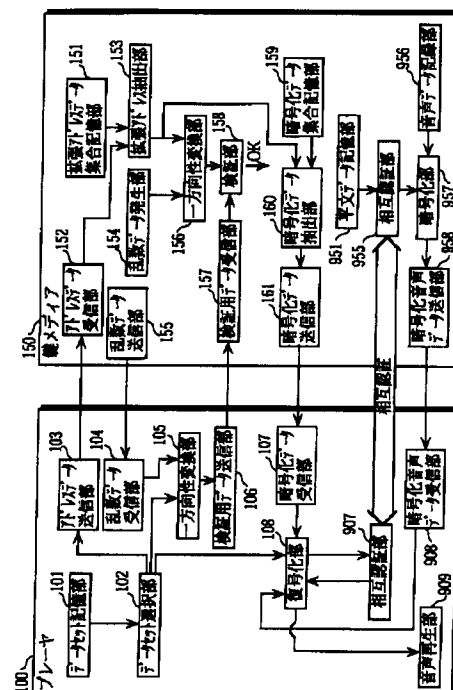 100
プレーヤ
101
データセット記憶部
102
データセット選択部
103
アドレスデータ
送信部
104
乱数データ
受信部
105
一方向性変換部
検証用データ送信部
106
107
暗号化データ
受信部
108
復号化部
907
相互認証部
暗号化音声
データ受信部
908
909
音声再生部
相互認証
150
鍵メディア
151
拡張アドレスデータ
集合記憶部
152
アドレスデータ
受信部
153
拡張アドレス抽出部
154
乱数データ発生部
乱数データ
送信部
155
一方向性変換部
156
157
検証用データ受信部
158
検証部
OK
159
暗号化データ
集合記憶部
160
暗号化データ
抽出部
161
暗号化データ
送信部
951
平文データ記憶部
相互認証部
955
956
音声データ記録部
暗号化部
957
暗号化音声
データ送信部
958